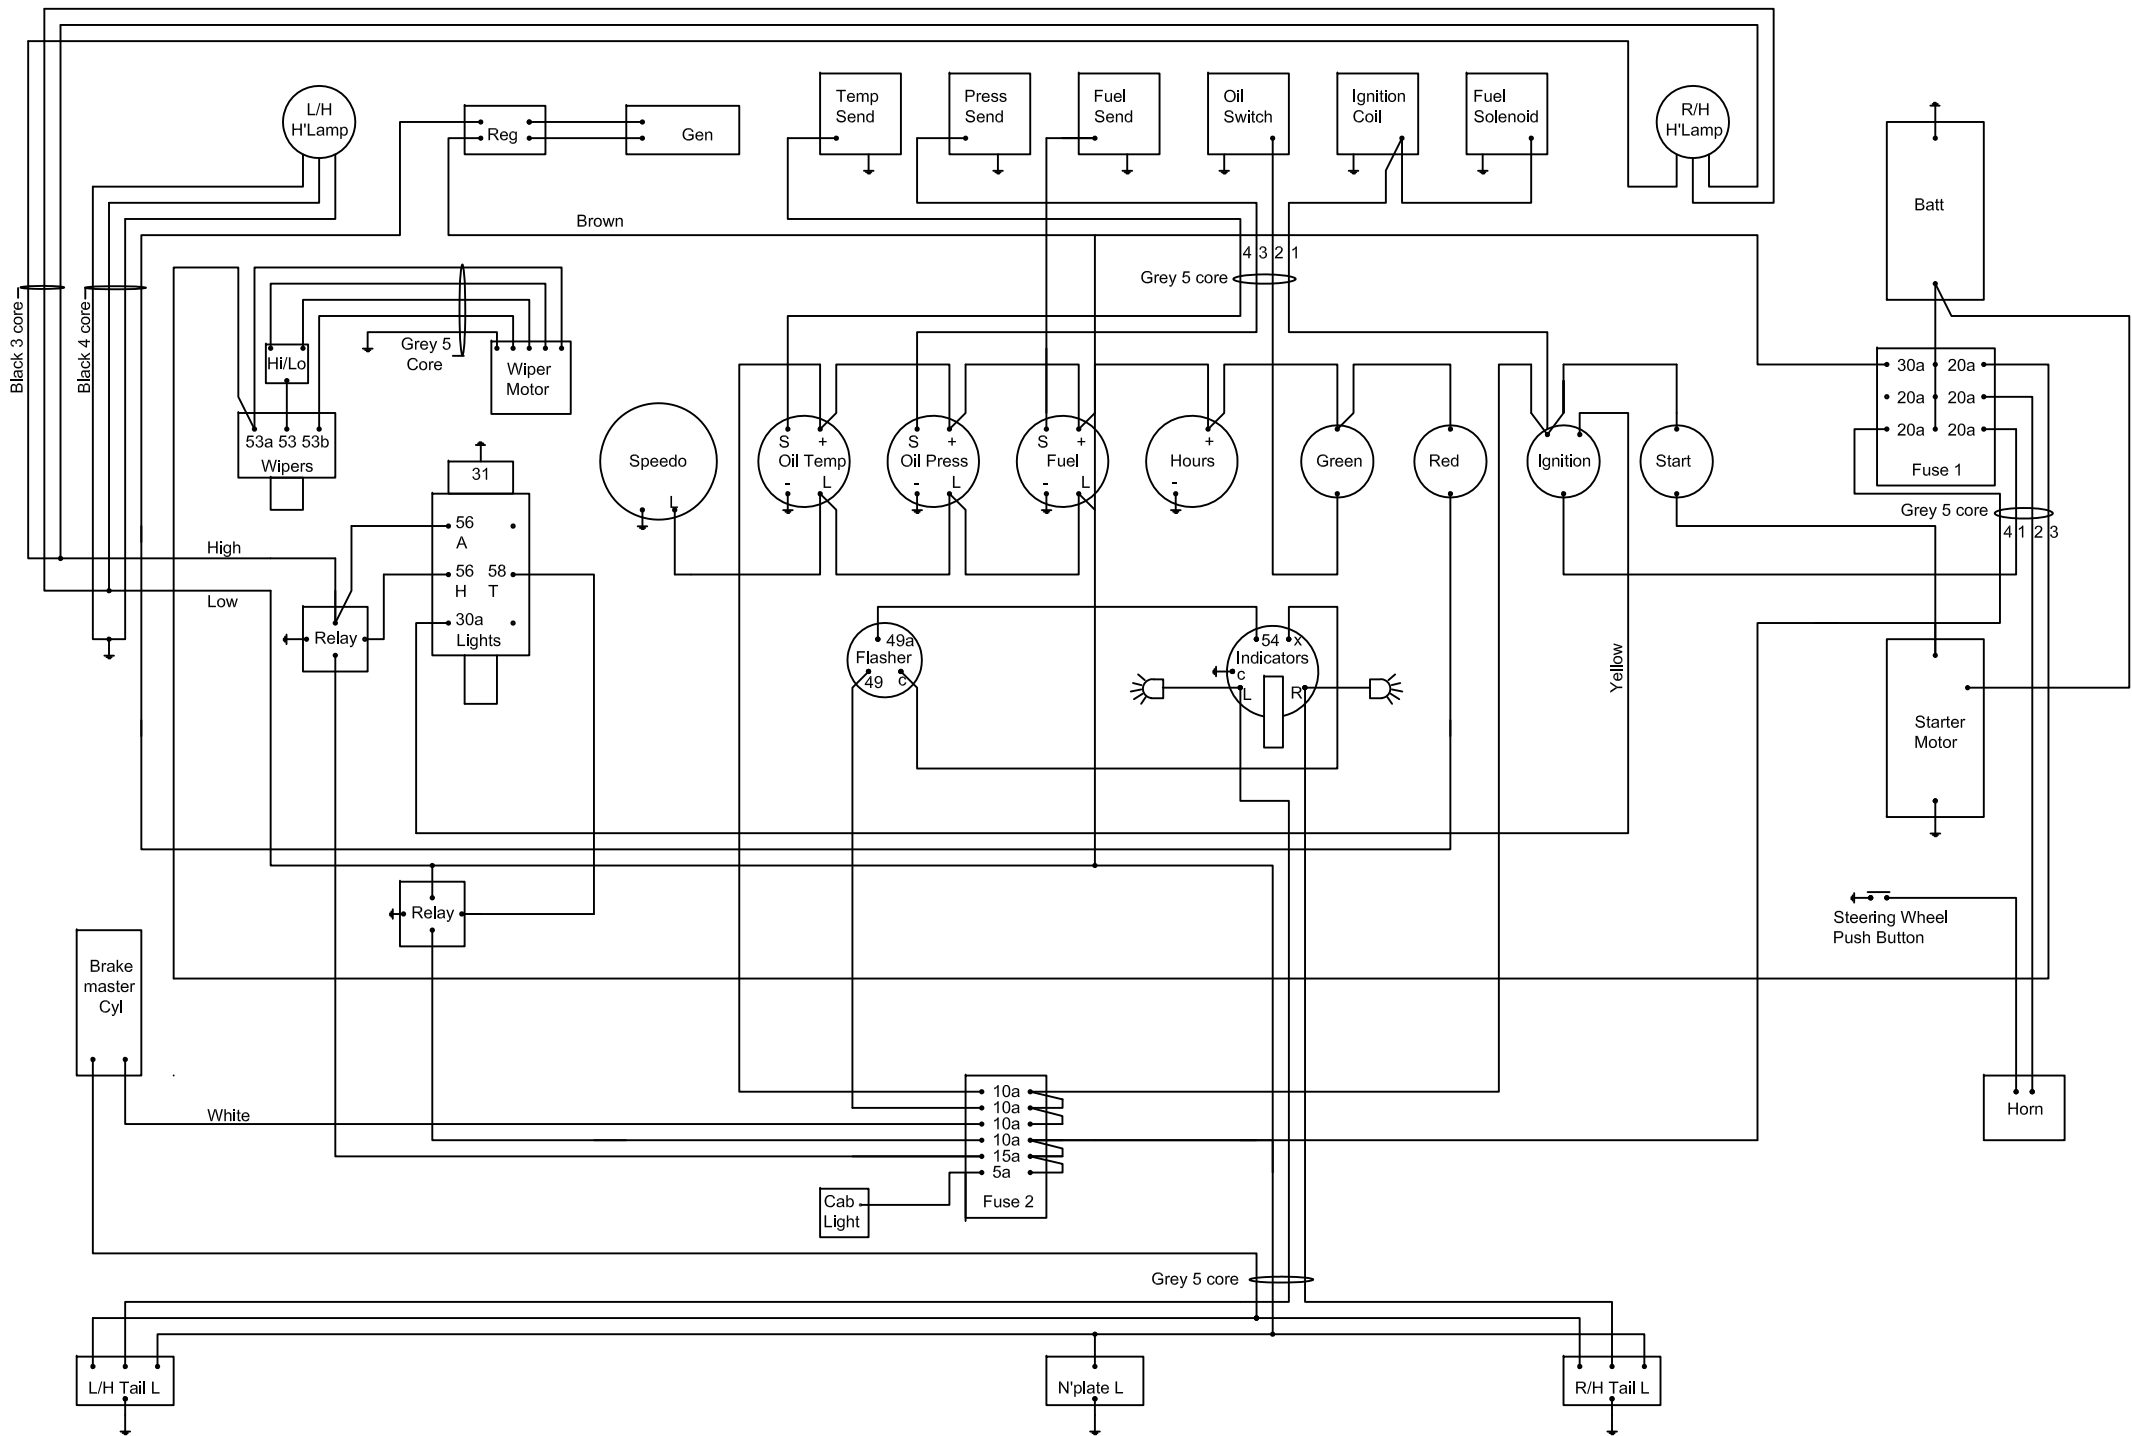 L/H
H'Lamp
Reg
Gen
Temp
Send
Press
Send
Fuel
Send
Oil
Switch
Ignition
Coil
Fuel
Solenoid
R/H
H'Lamp
Batt
Brown
4 3 2 1
Grey 5 core
Black 3 core
Black 4 core
Hi/Lo
Grey 5
Core
Wiper
Motor
53a 53 53b
Wipers
31
Speedo
L
S +
Oil Temp
- L
S +
Oil Press
- L
S +
Fuel
- L
+
Hours
-
Green
Red
Ignition
Start
30a 20a
20a 20a
20a 20a
Fuse 1
Grey 5 core
4 1 2 3
56
A
56 58
H T
30a
Lights
High
Low
Relay
49a
Flasher
49 c
54 x
Indicators
c
L R
Yellow
Starter
Motor
Relay
Steering Wheel
Push Button
Brake
master
Cyl
White
10a
10a
10a
10a
15a
5a
Fuse 2
Cab
Light
Horn
Grey 5 core
L/H Tail L
N'plate L
R/H Tail L